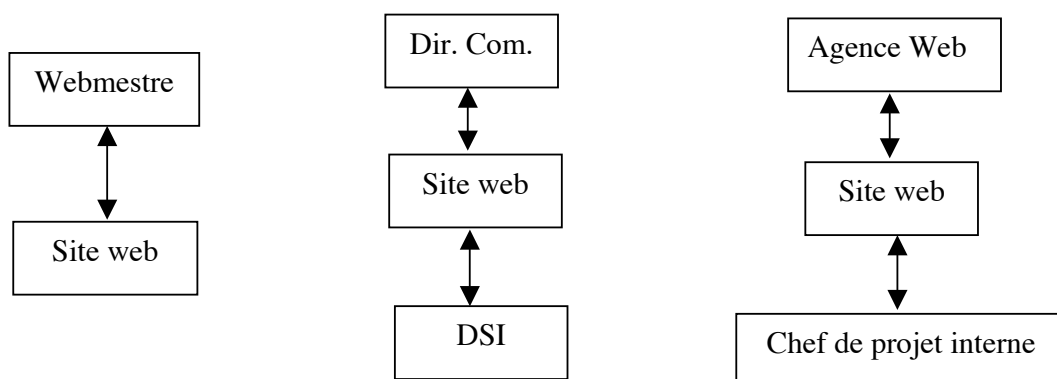 Webmestre
Site web
Dir. Com.
Site web
DSI
Agence Web
Site web
Chef de projet interne